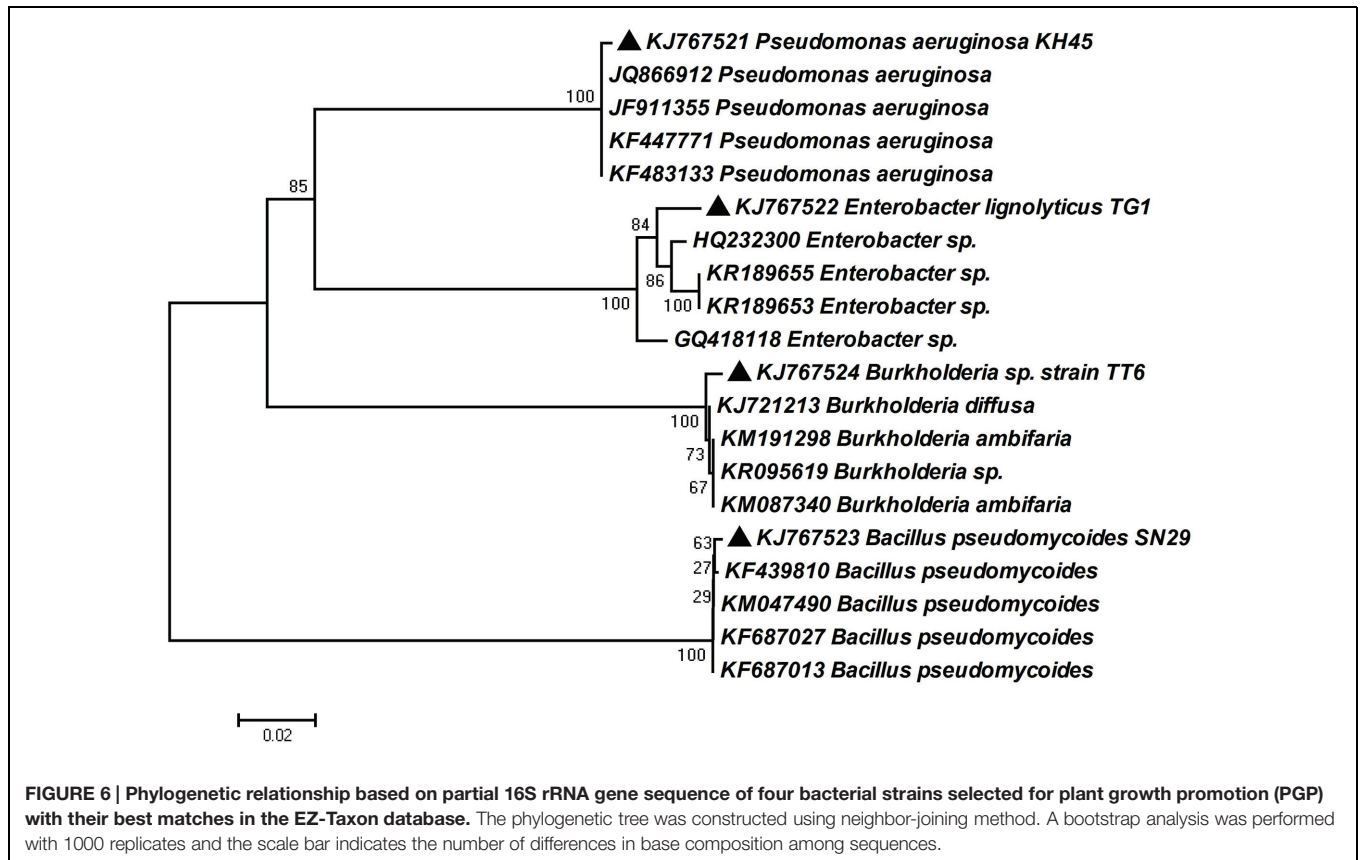 ▲ KJ767521 Pseudomonas aeruginosa KH45
JQ866912 Pseudomonas aeruginosa
100
JF911355 Pseudomonas aeruginosa
KF447771 Pseudomonas aeruginosa
KF483133 Pseudomonas aeruginosa
85
▲ KJ767522 Enterobacter lignolyticus TG1
84
HQ232300 Enterobacter sp.
KR189655 Enterobacter sp.
86
100
100
KR189653 Enterobacter sp.
GQ418118 Enterobacter sp.
▲ KJ767524 Burkholderia sp. strain TT6
KJ721213 Burkholderia diffusa
100
KM191298 Burkholderia ambifaria
73
KR095619 Burkholderia sp.
67
KM087340 Burkholderia ambifaria
▲ KJ767523 Bacillus pseudomycoides SN29
63
27
KF439810 Bacillus pseudomycoides
29
KM047490 Bacillus pseudomycoides
KF687027 Bacillus pseudomycoides
100
KF687013 Bacillus pseudomycoides
0.02
FIGURE 6 | Phylogenetic relationship based on partial 16S rRNA gene sequence of four bacterial strains selected for plant growth promotion (PGP)
with their best matches in the EZ-Taxon database. The phylogenetic tree was constructed using neighbor-joining method. A bootstrap analysis was performed
with 1000 replicates and the scale bar indicates the number of differences in base composition among sequences.